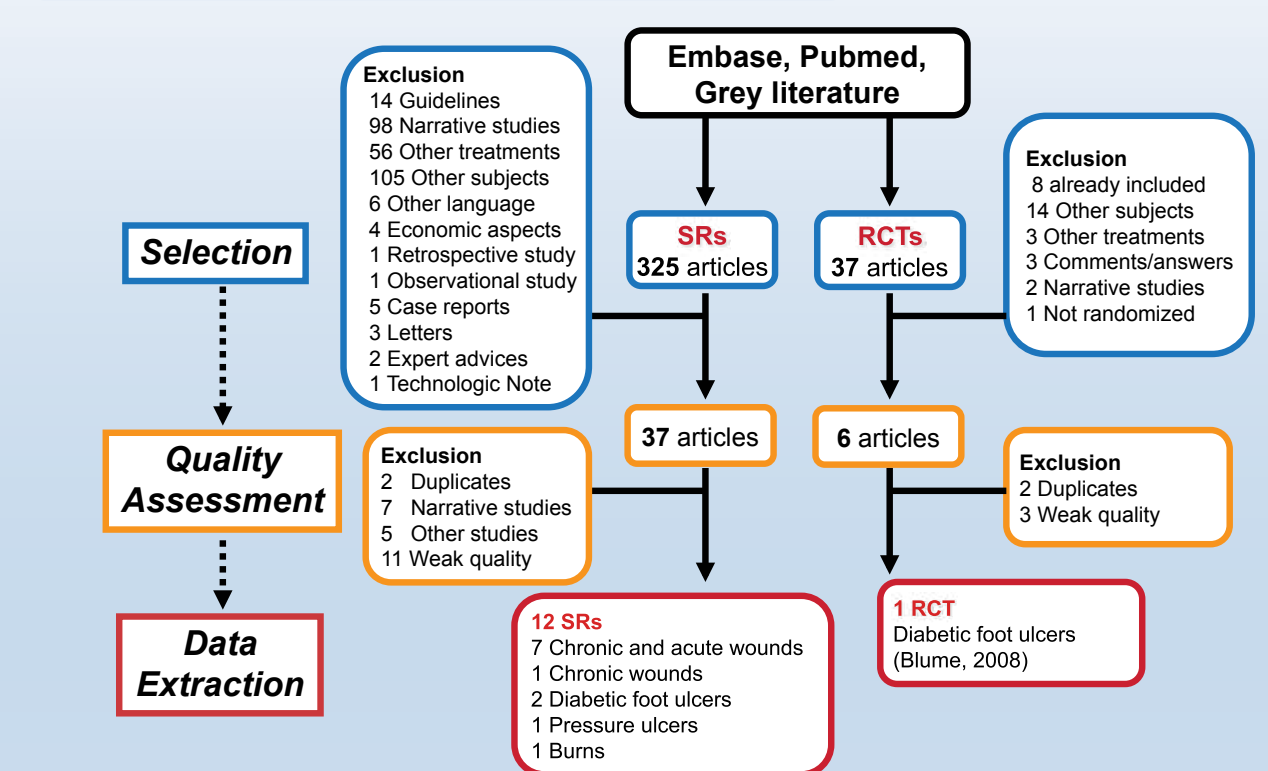 Embase, Pubmed,
Grey literature
Exclusion
14 Guidelines
98 Narrative studies
56 Other treatments
105 Other subjects
6 Other language
4 Economic aspects
1 Retrospective study
1 Observational study
5 Case reports
3 Letters
2 Expert advices
1 Technologic Note
Exclusion
8 already included
14 Other subjects
3 Other treatments
3 Comments/answers
2 Narrative studies
1 Not randomized
Selection
SRs
325 articles
RCTs
37 articles
Quality
Assessment
37 articles
6 articles
Exclusion
2 Duplicates
7 Narrative studies
5 Other studies
11 Weak quality
Exclusion
2 Duplicates
3 Weak quality
Data
Extraction
12 SRs
7 Chronic and acute wounds
1 Chronic wounds
2 Diabetic foot ulcers
1 Pressure ulcers
1 Burns
1 RCT
Diabetic foot ulcers
(Blume, 2008)